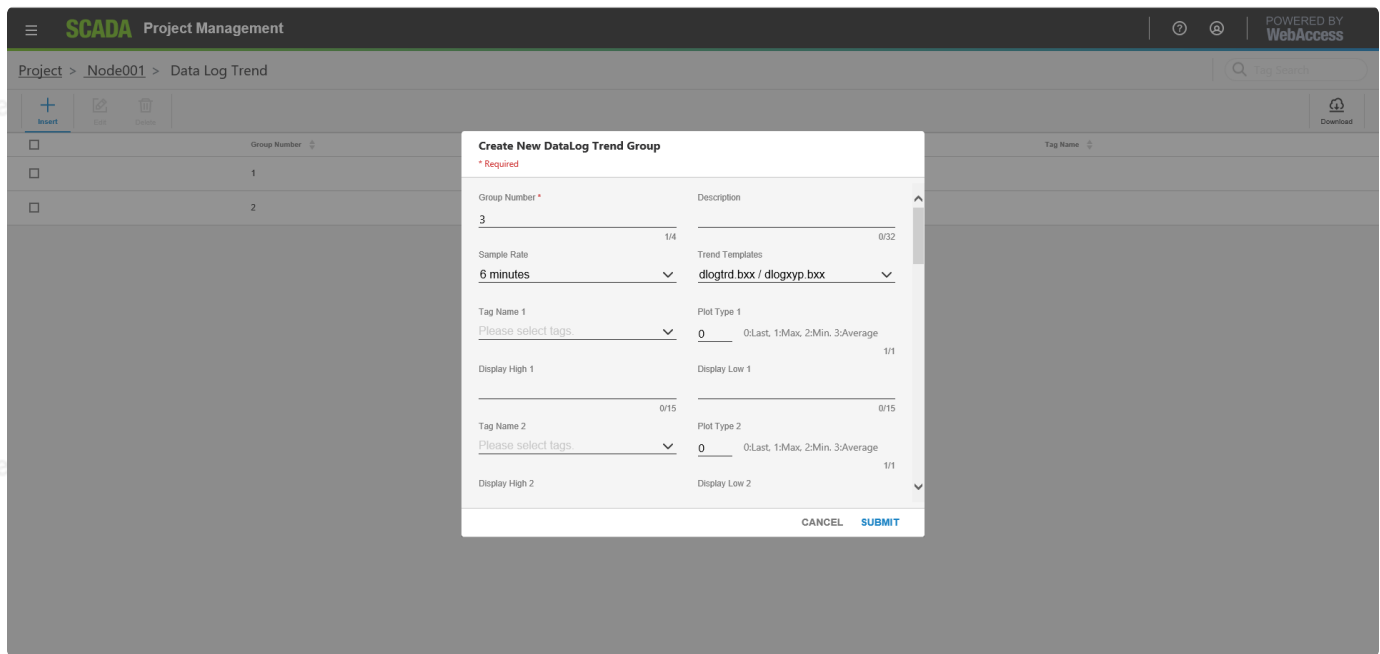 SCADA Project Management
POWERED BY
WebAccess
Project > Node001 > Data Log Trend
Tag Search
Insert
Edit
Delete
Download
Group Number
Tag Name
1
2
Create New DataLog Trend Group
* Required
Group Number *
Description
3
1/4
0/32
Sample Rate
Trend Templates
6 minutes
dlogtrd.bxx / dlogxyp.bxx
Tag Name 1
Plot Type 1
Please select tags.
0 0:Last, 1:Max, 2:Min. 3:Average
1/1
Display High 1
Display Low 1
0/15
0/15
Tag Name 2
Plot Type 2
Please select tags.
0 0:Last, 1:Max, 2:Min. 3:Average
1/1
Display High 2
Display Low 2
CANCEL SUBMIT